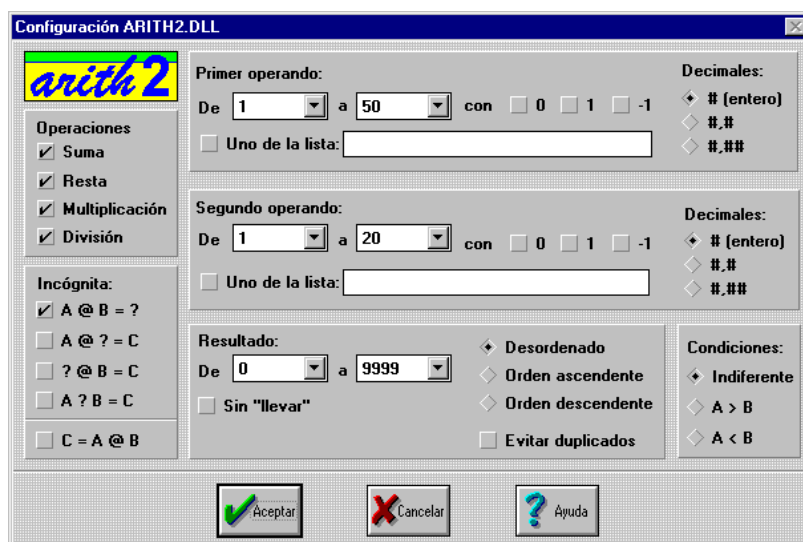 Configuración ARITH2.DLL
arith2
Operaciones
Suma
Resta
Multiplicación
División
Incógnita:
A @ B = ?
A @ ? = C
? @ B = C
A ? B = C
C = A @ B
Primer operando:
De 1 a 50 con 0 1 -1
Uno de la lista:
Decimales:
# (entero)
#,#
#,##
Segundo operando:
De 1 a 20 con 0 1 -1
Uno de la lista:
Decimales:
# (entero)
#,#
#,##
Resultado:
De 0 a 9999
Sin "llevar"
Desordenado
Orden ascendente
Orden descendente
Evitar duplicados
Condiciones:
Indiferente
A > B
A < B
Aceptar
Cancelar
Ayuda